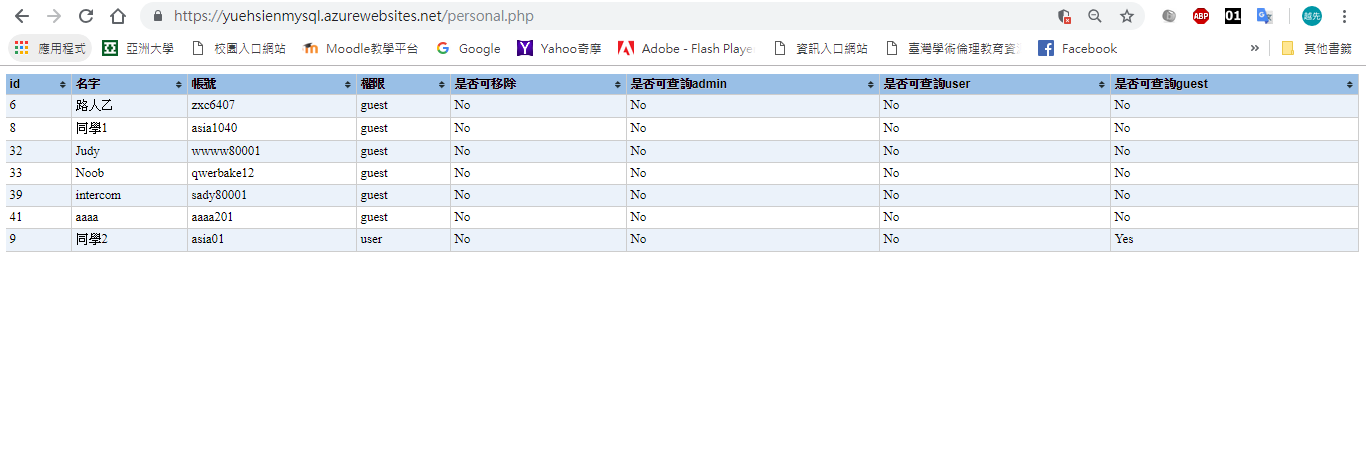 https://yuehsienmysql.azurewebsites.net/personal.php ABP 01 越先
應用程式 亞洲大學 校園入口網站 Moodle教學平台 Google Yahoo奇摩 Adobe - Flash Playe 資訊入口網站 臺灣學術倫理教育資 Facebook » 其他書籤
id 名字 帳號 權限 是否可移除 是否可查詢admin 是否可查詢user 是否可查詢guest
6 路人乙 zxc6407 guest No No No No
8 同學1 asia1040 guest No No No No
32 Judy wwww80001 guest No No No No
33 Noob qwerbake12 guest No No No No
39 intercom sady80001 guest No No No No
41 aaaa aaaa201 guest No No No No
9 同學2 asia01 user No No No Yes